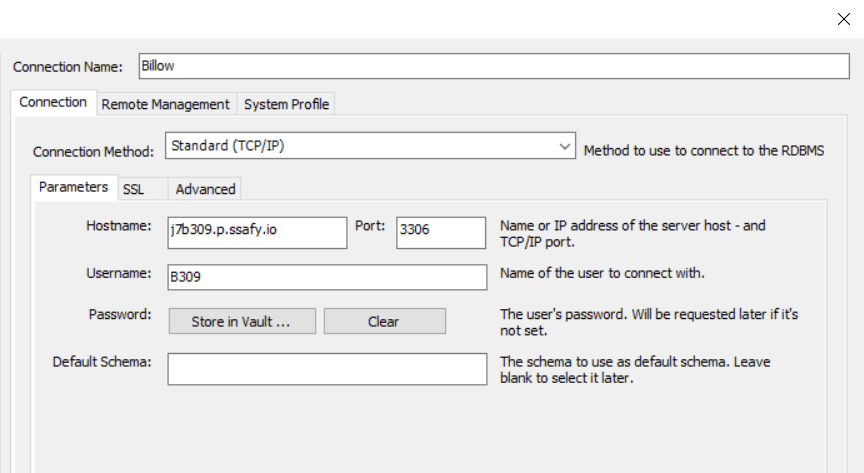 Connection Name: Billow
Connection Remote Management System Profile
Connection Method: Standard (TCP/IP) Method to use to connect to the RDBMS
Parameters SSL Advanced
Hostname: j7b309.p.ssafy.io Port: 3306 Name or IP address of the server host - and
TCP/IP port.
Username: B309 Name of the user to connect with.
Password: Store in Vault ... Clear The user's password. Will be requested later if it's
not set.
Default Schema: The schema to use as default schema. Leave
blank to select it later.